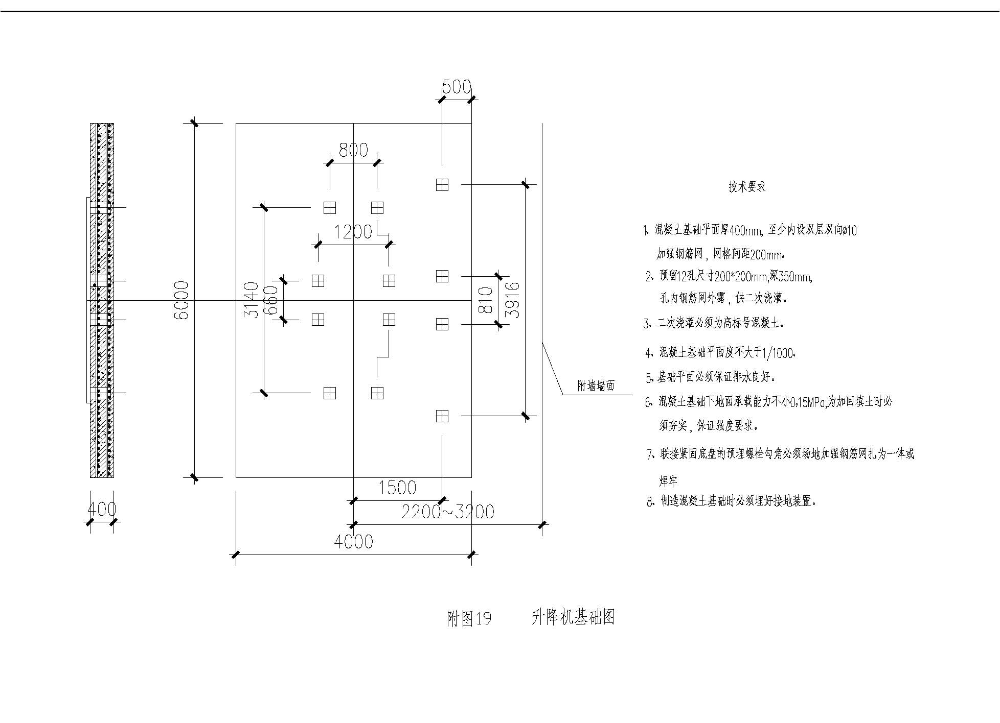 500
800
1200
6000
3140
660
810
3916
400
1500
2200~3200
4000
附墙墙面
技术要求
1、混凝土基础平面厚400mm, 至少内设双层双向ø10
加强钢筋网，网格间距200mm。
2、预留12孔尺寸200*200mm,深350mm,
孔内钢筋网外露，供二次浇灌。
3、二次浇灌必须为高标号混凝土。
4、混凝土基础平面度不大于1/1000。
5、基础平面必须保证排水良好。
6、混凝土基础下地面承载能力不小0.15MPa,为加回填土时必
须夯实，保证强度要求。
7、联接紧固底盘的预埋螺栓勾角必须场地加强钢筋网扎为一体或
焊牢
8、制造混凝土基础时必须埋好接地装置。
附图19 升降机基础图